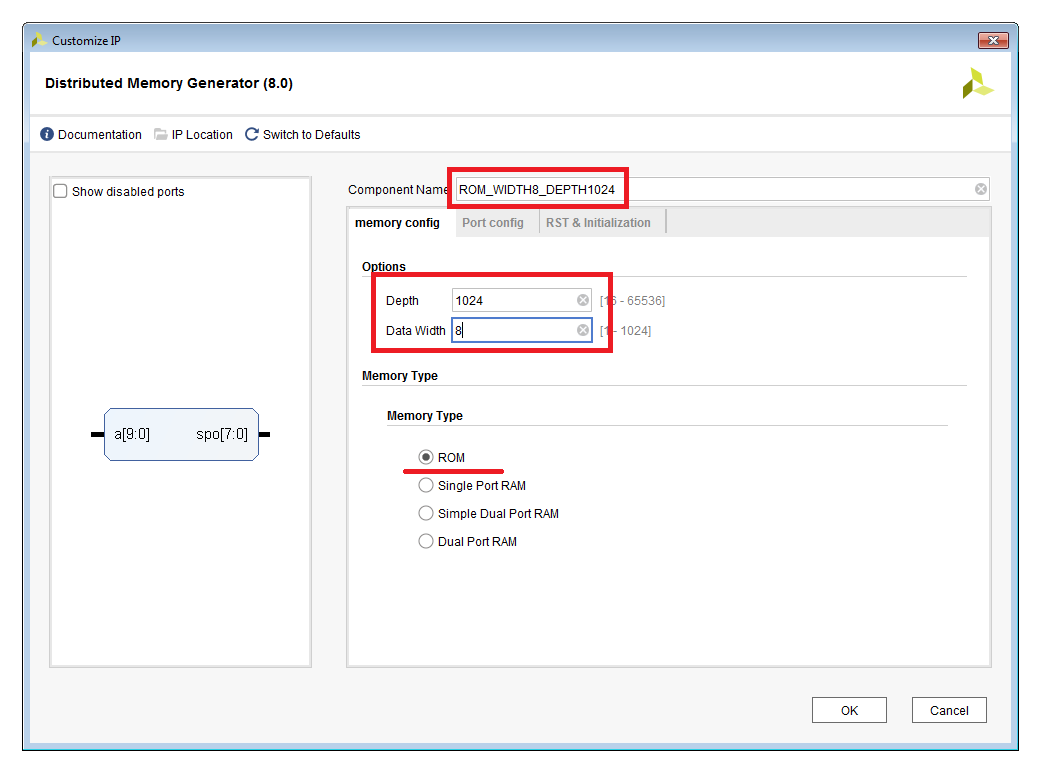 Customize IP
Distributed Memory Generator (8.0)
Documentation IP Location Switch to Defaults
Show disabled ports
Component Name ROM_WIDTH8_DEPTH1024
memory config Port config RST & Initialization
Options
Depth 1024 [16 - 65536]
Data Width 8 [1 - 1024]
Memory Type
Memory Type
a[9:0] spo[7:0]
ROM
Single Port RAM
Simple Dual Port RAM
Dual Port RAM
OK Cancel